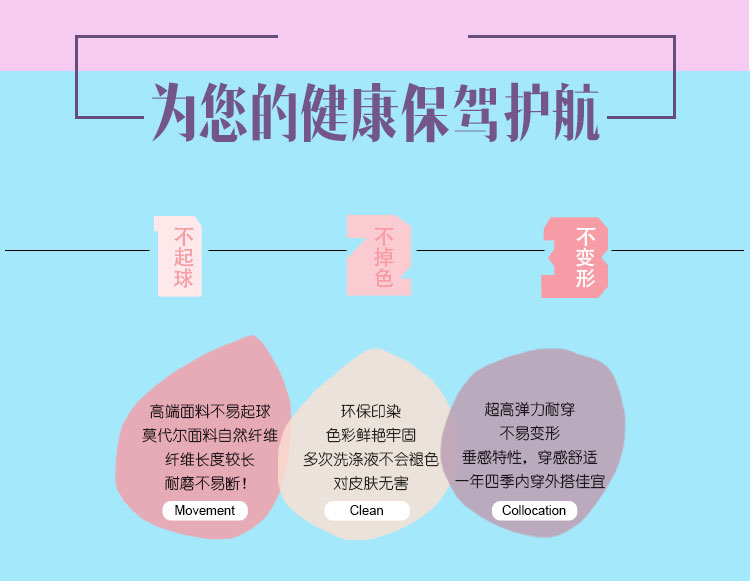 为您的健康保驾护航
不起球
不掉色
不变形
高端面料不易起球
莫代尔面料自然纤维
纤维长度较长
耐磨不易断！
Movement
环保印染
色彩鲜艳牢固
多次洗涤液不会褪色
对皮肤无害
Clean
超高弹力耐穿
不易变形
垂感特性，穿感舒适
一年四季内穿外搭佳宜
Collocation